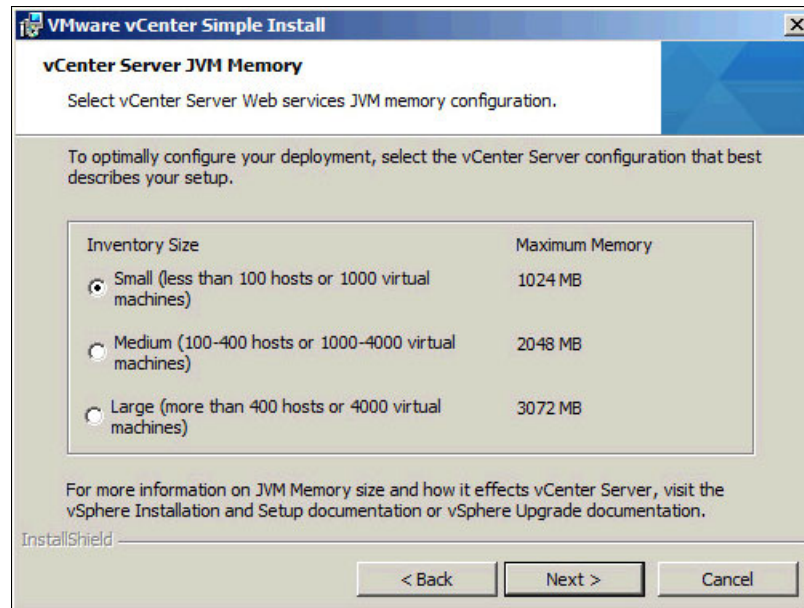 VMware vCenter Simple Install
vCenter Server JVM Memory
Select vCenter Server Web services JVM memory configuration.
To optimally configure your deployment, select the vCenter Server configuration that best
describes your setup.
Inventory Size Maximum Memory
Small (less than 100 hosts or 1000 virtual
machines)
1024 MB
Medium (100-400 hosts or 1000-4000 virtual
machines)
2048 MB
Large (more than 400 hosts or 4000 virtual
machines)
3072 MB
For more information on JVM Memory size and how it effects vCenter Server, visit the
vSphere Installation and Setup documentation or vSphere Upgrade documentation.
InstallShield
< Back Next > Cancel